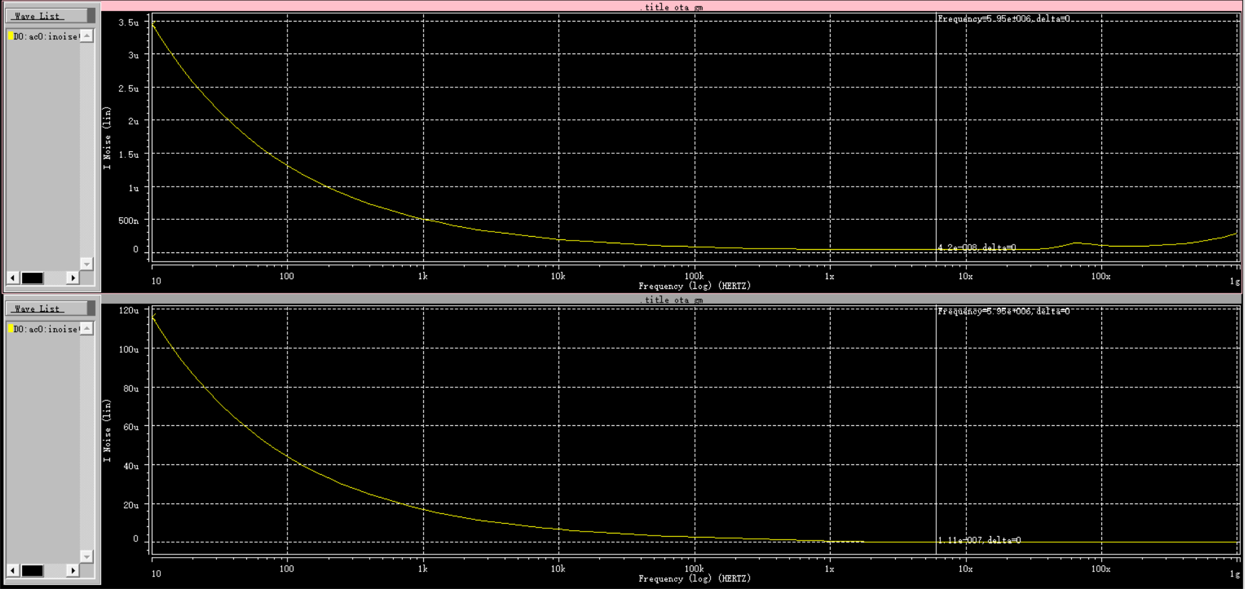 .title ota gm
Wave List
D0:ac0:inoise(
Frequency=5.95e+006, delta=0
3.5u
3u
2.5u
2u
1.5u
1u
500n
0
I Noise (lin)
4.2e-008, delta=0
10
100
1k
10k
100k
1x
10x
100x
1g
Frequency (log) (HERTZ)
.title ota gm
Wave List
D0:ac0:inoise(
Frequency=5.95e+006, delta=0
120u
100u
80u
60u
40u
20u
0
I Noise (lin)
1.11e-007, delta=0
10
100
1k
10k
100k
1x
10x
100x
1g
Frequency (log) (HERTZ)